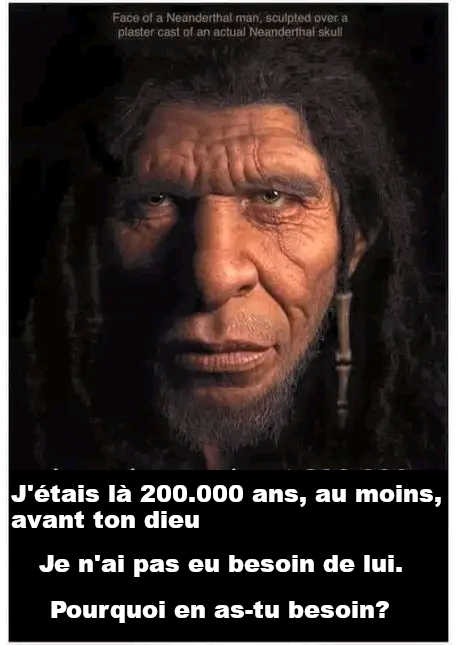 Face of a Neanderthal man, sculpted over a
plaster cast of an actual Neanderthal skull
J'étais là 200.000 ans, au moins,
avant ton dieu
Je n'ai pas eu besoin de lui.
Pourquoi en as-tu besoin?